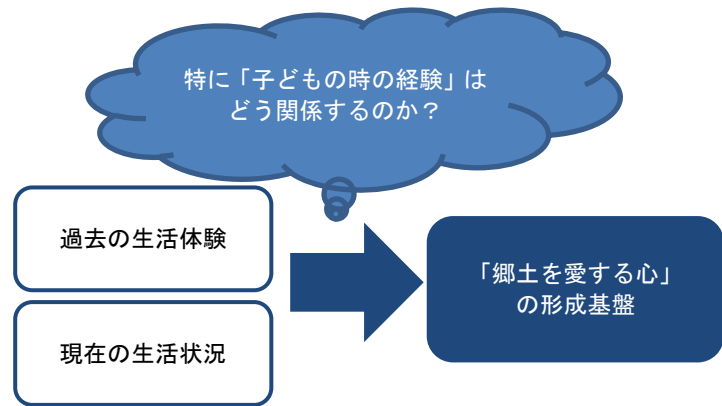 特に「子どもの時の経験」は
どう関係するのか？
過去の生活体験
現在の生活状況
「郷土を愛する心」
の形成基盤